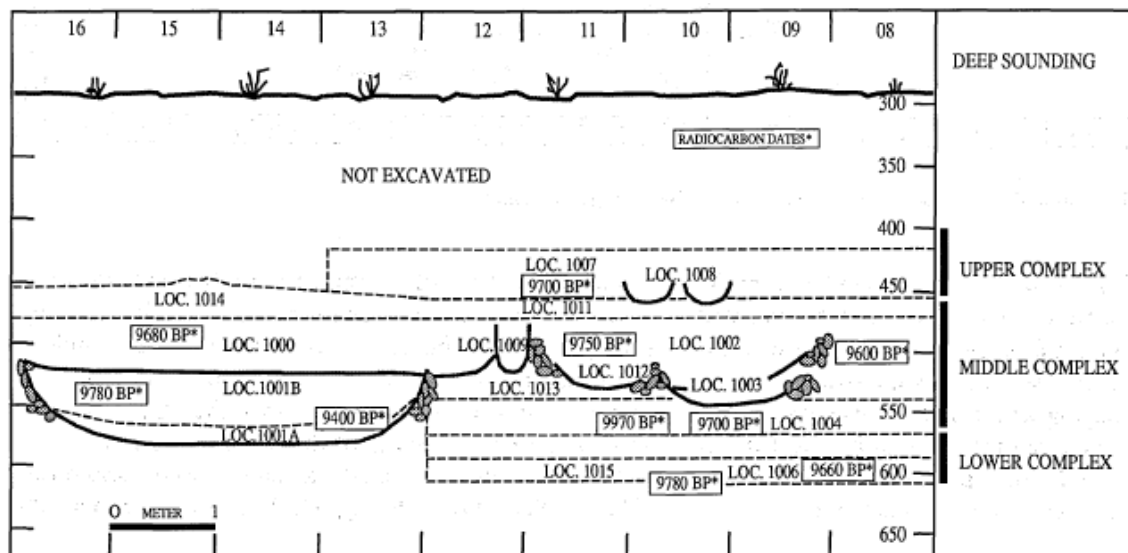 16 15 14 13 12 11 10 09 08
DEEP SOUNDING
300
RADIOCARBON DATES*
350
NOT EXCAVATED
400
LOC. 1007
LOC. 1008
UPPER COMPLEX
9700 BP*
450
LOC. 1014
LOC. 1011
9680 BP*
LOC. 1000
LOC. 1009
9750 BP*
LOC. 1002
500
9600 BP*
LOC. 1012
MIDDLE COMPLEX
9780 BP*
LOC.1001B
LOC. 1013
LOC. 1003
9400 BP*
550
9970 BP*
9700 BP*
LOC. 1004
LOC.1001A
LOC. 1015
9780 BP*
LOC. 1006
9660 BP*
600
LOWER COMPLEX
0 METER 1
650